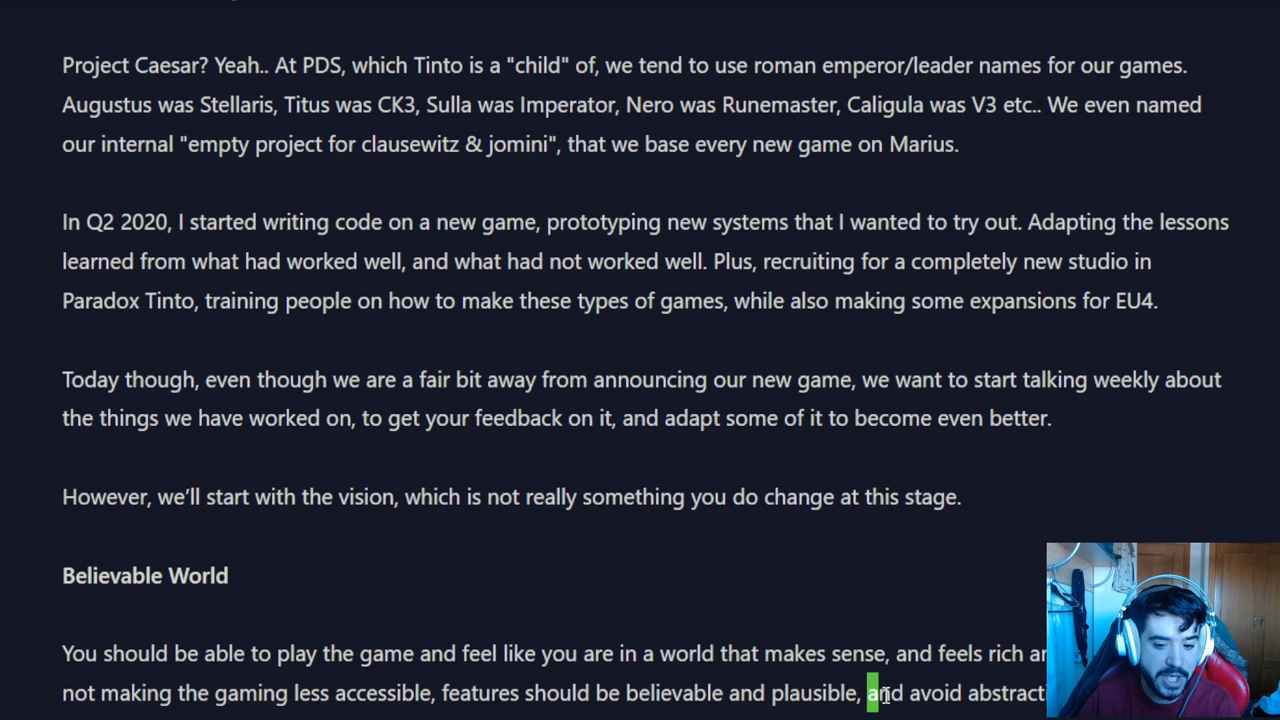 Project Caesar? Yeah.. At PDS, which Tinto is a "child" of, we tend to use roman emperor/leader names for our games.
Augustus was Stellaris, Titus was CK3, Sulla was Imperator, Nero was Runemaster, Caligula was V3 etc.. We even named
our internal "empty project for clausewitz & jomini", that we base every new game on Marius.
In Q2 2020, I started writing code on a new game, prototyping new systems that I wanted to try out. Adapting the lessons
learned from what had worked well, and what had not worked well. Plus, recruiting for a completely new studio in
Paradox Tinto, training people on how to make these types of games, while also making some expansions for EU4.
Today though, even though we are a fair bit away from announcing our new game, we want to start talking weekly about
the things we have worked on, to get your feedback on it, and adapt some of it to become even better.
However, we’ll start with the vision, which is not really something you do change at this stage.
Believable World
You should be able to play the game and feel like you are in a world that makes sense, and feels rich
not making the gaming less accessible, features should be believable and plausible, and avoid